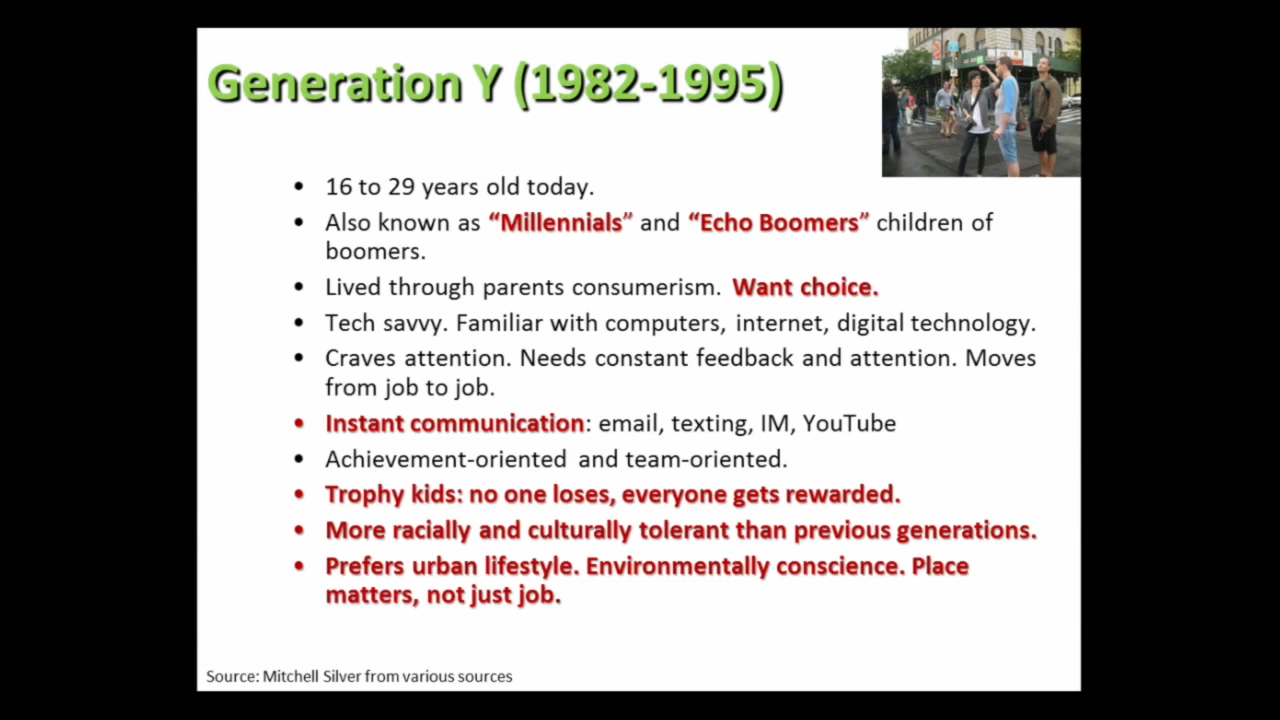 Generation Y (1982-1995)
• 16 to 29 years old today.
• Also known as “Millennials” and “Echo Boomers” children of
boomers.
• Lived through parents consumerism. Want choice.
• Tech savvy. Familiar with computers, internet, digital technology.
• Craves attention. Needs constant feedback and attention. Moves
from job to job.
• Instant communication: email, texting, IM, YouTube
• Achievement-oriented and team-oriented.
• Trophy kids: no one loses, everyone gets rewarded.
• More racially and culturally tolerant than previous generations.
• Prefers urban lifestyle. Environmentally conscience. Place
matters, not just job.
Source: Mitchell Silver from various sources